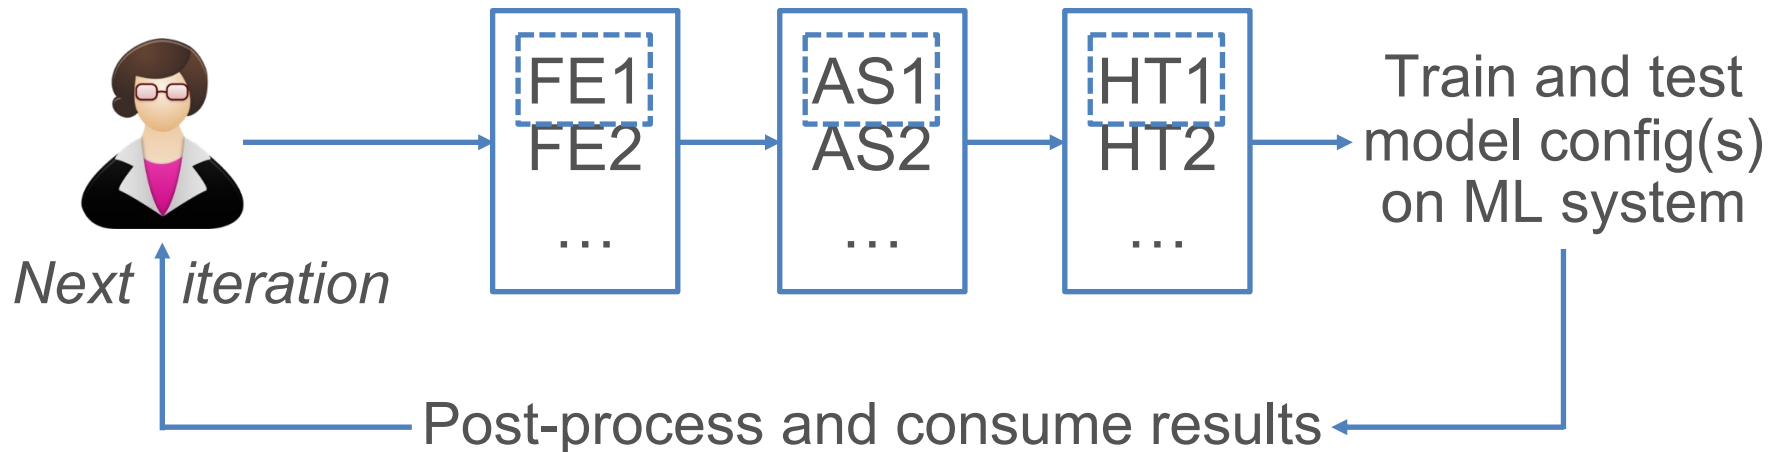 FE1
FE2
…
AS1
AS2
…
HT1
HT2
…
Train and test
model config(s)
on ML system
Next iteration
Post-process and consume results